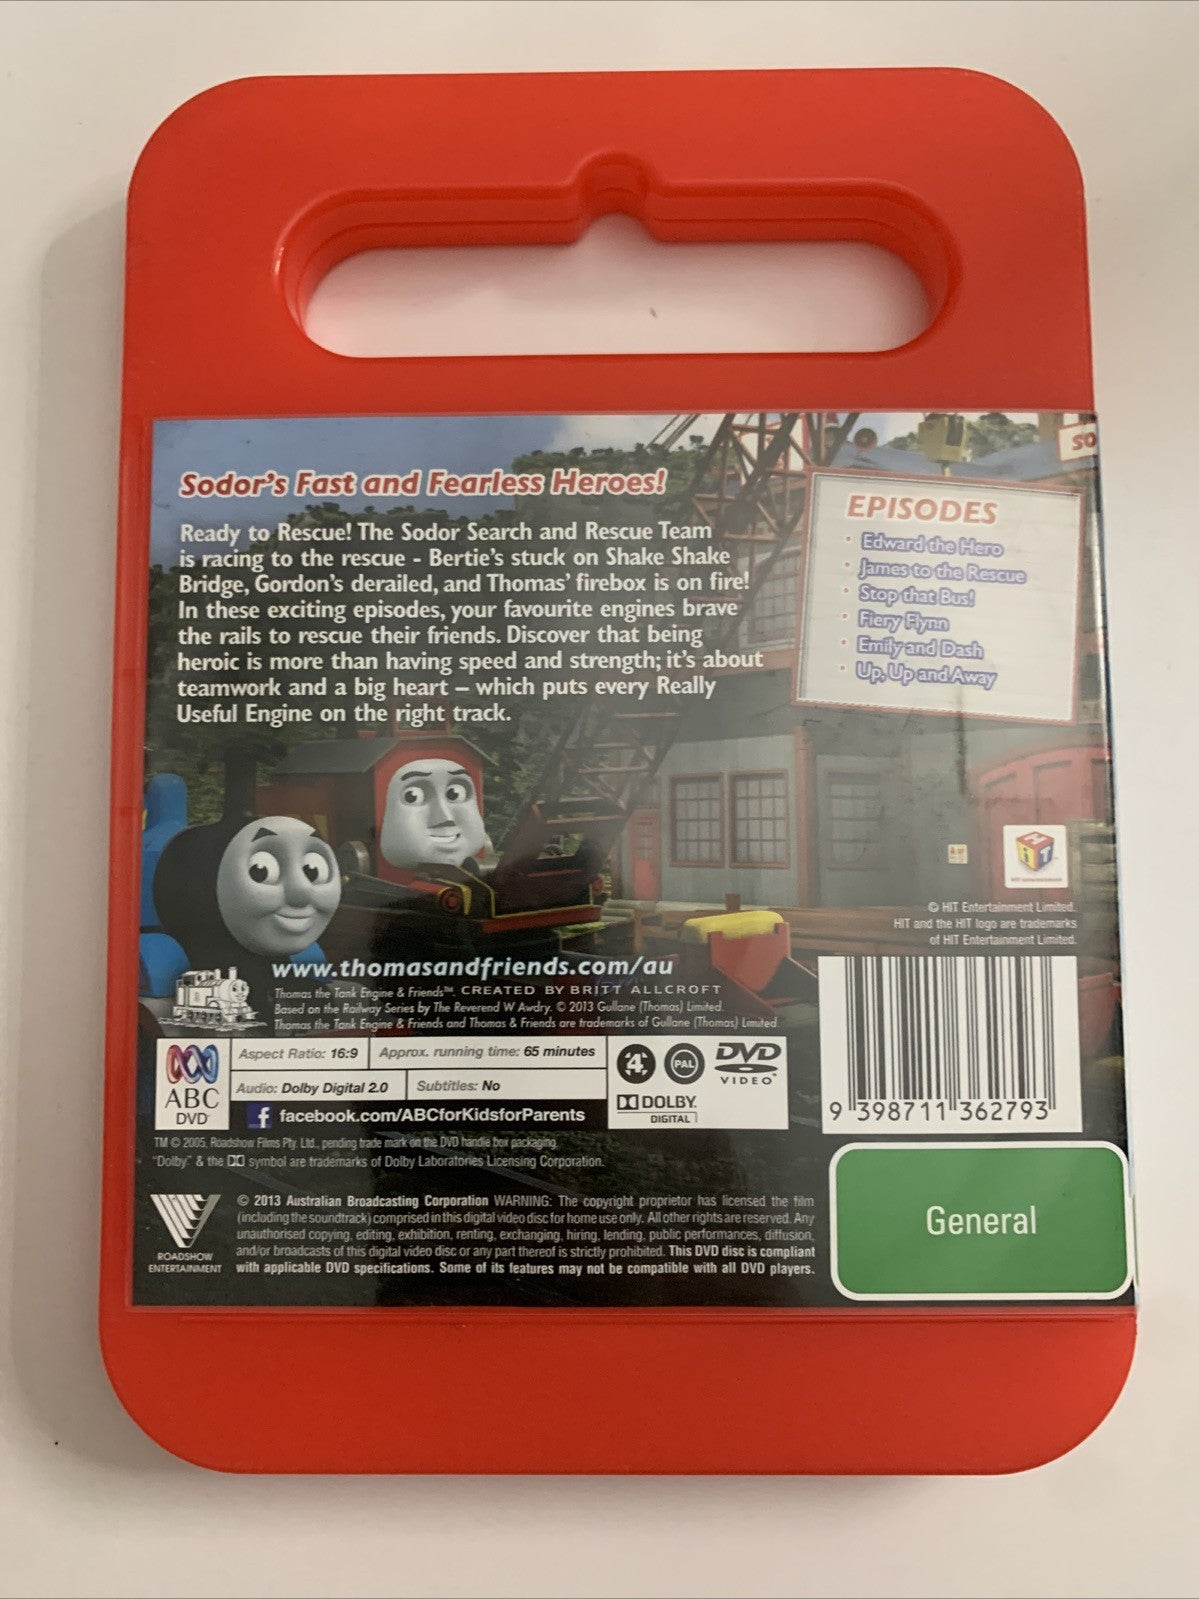 SO
Sodor's Fast and Fearless Heroes!
Ready to Rescue! The Sodor Search and Rescue Team
is racing to the rescue - Bertie's stuck on Shake Shake
Bridge, Gordon's derailed, and Thomas' firebox is on fire!
In these exciting episodes, your favourite engines brave
the rails to rescue their friends. Discover that being
heroic is more than having speed and strength; it's about
teamwork and a big heart – which puts every Really
Useful Engine on the right track.
EPISODES
• Edward the Hero
• James to the Rescue
• Stop that Bus!
• Fiery Flynn
• Emily and Dash
• Up, Up and Away
HiT
HIT entertainment
© HIT Entertainment Limited.
HIT and the HIT logo are trademarks
of HIT Entertainment Limited.
www.thomasandfriends.com/au
Thomas the Tank Engine & Friends™. CREATED BY BRITT ALLCROFT
Based on the Railway Series by The Reverend W Awdry. © 2013 Gullane (Thomas) Limited.
Thomas the Tank Engine & Friends and Thomas & Friends are trademarks of Gullane (Thomas) Limited.
ABC
DVD
Aspect Ratio: 16:9
Approx. running time: 65 minutes
Audio: Dolby Digital 2.0
Subtitles: No
facebook.com/ABCforKidsforParents
4
PAL
DVD
VIDEO™
DOLBY
DIGITAL
9 398711 362793
TM © 2005, Roadshow Films Pty. Ltd., pending trade mark on the DVD handle box packaging.
"Dolby" & the DD symbol are trademarks of Dolby Laboratories Licensing Corporation.
ROADSHOW
ENTERTAINMENT
© 2013 Australian Broadcasting Corporation WARNING: The copyright proprietor has licensed the film
(including the soundtrack) comprised in this digital video disc for home use only. All other rights are reserved. Any
unauthorised copying, editing, exhibition, renting, exchanging, hiring, lending, public performances, diffusion,
and/or broadcasts of this digital video disc or any part thereof is strictly prohibited. This DVD disc is compliant
with applicable DVD specifications. Some of its features may not be compatible with all DVD players.
General